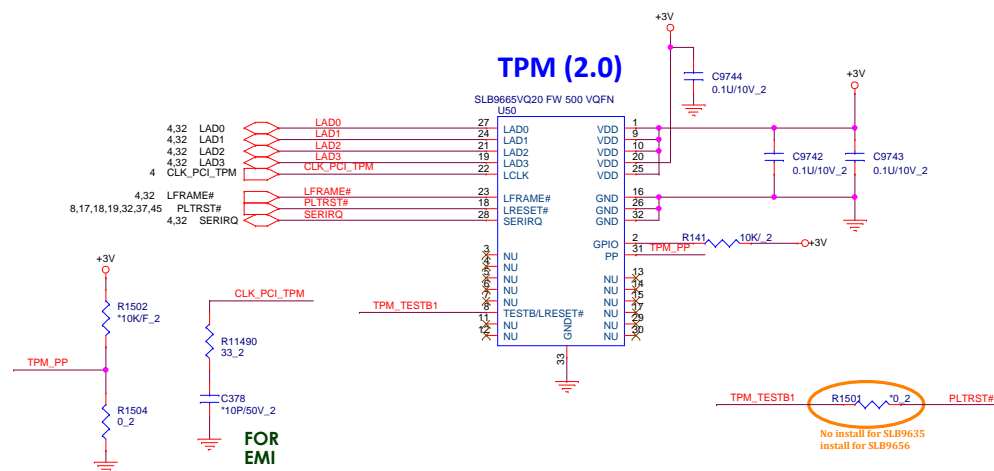 +3V
TPM (2.0)
C9744
0.1U/10V_2
+3V
SLB9665VQ20 FW 500 VQFN
U50
4,32 LAD0 LAD0 27 LAD0 VDD 1
4,32 LAD1 LAD1 24 LAD1 VDD 9
4,32 LAD2 LAD2 21 LAD2 VDD 10
4,32 LAD3 LAD3 19 LAD3 VDD 20
4 CLK_PCI_TPM CLK_PCI_TPM 22 LCLK VDD 25
C9742
0.1U/10V_2
C9743
0.1U/10V_2
4,32 LFRAME# LFRAME# 23 LFRAME# GND 16
8,17,18,19,32,37,45 PLTRST# PLTRST# 18 LRESET# GND 26
4,32 SERIRQ SERIRQ 28 SERIRQ GND 32
GPIO 2 R141 10K/_2 +3V
PP 31 TPM_PP
3 NU
4 NU NU 13
5 NU NU 14
6 NU NU 15
7 NU NU 17
TPM_TESTB1 8 TESTB/LRESET# NU 17
11 NU NU 29
12 NU NU 30
GND
33
+3V
R1502
*10K/F_2
TPM_PP
R1504
0_2
CLK_PCI_TPM
R11490
33_2
C378
*10P/50V_2
FOR
EMI
TPM_TESTB1 R1501 *0_2 PLTRST#
No install for SLB9635
install for SLB9656